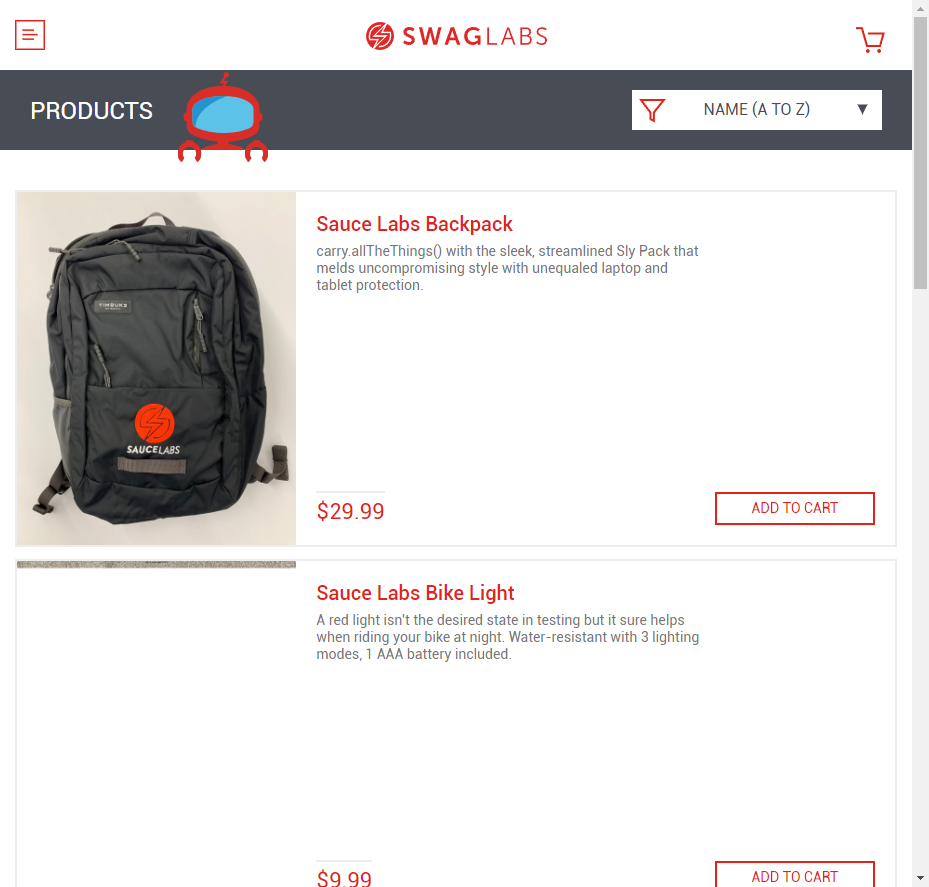 SWAGLABS
PRODUCTS
NAME (A TO Z)
▼
TIMBUK2
SAUCELABS
Sauce Labs Backpack
carry.allTheThings() with the sleek, streamlined Sly Pack that
melds uncompromising style with unequaled laptop and
tablet protection.
$29.99
ADD TO CART
Sauce Labs Bike Light
A red light isn't the desired state in testing but it sure helps
when riding your bike at night. Water-resistant with 3 lighting
modes, 1 AAA battery included.
$9.99
ADD TO CART